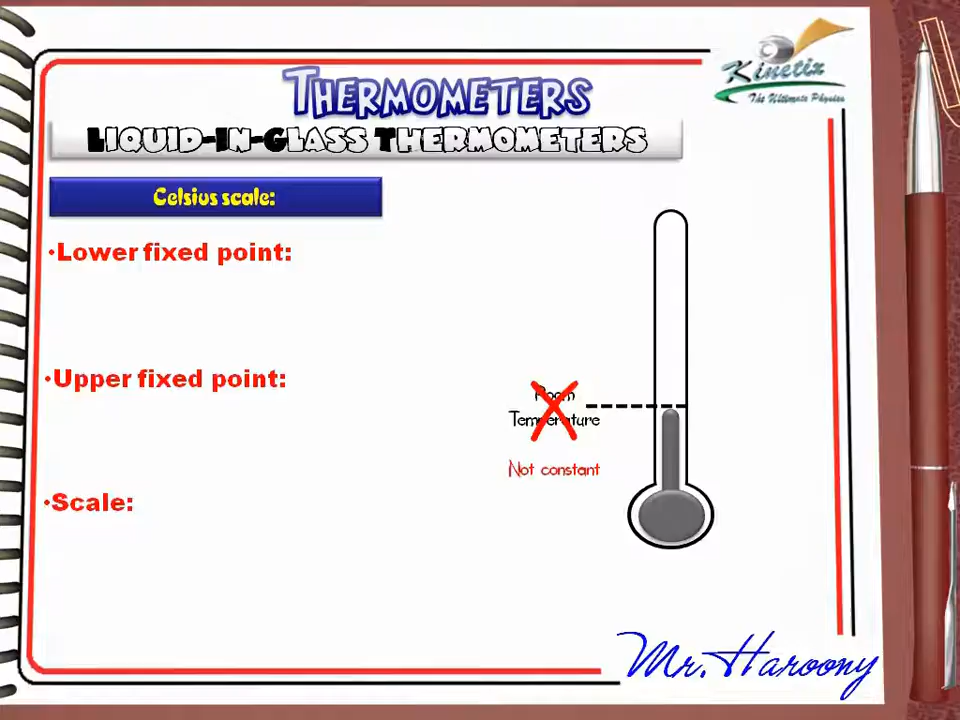 Kinetix
The Ultimate Physics
THERMOMETERS
LIQUID-IN-GLASS THERMOMETERS
Celsius scale:
•Lower fixed point:
•Upper fixed point:
Room
Temperature
Not constant
•Scale:
Mr.Haroony